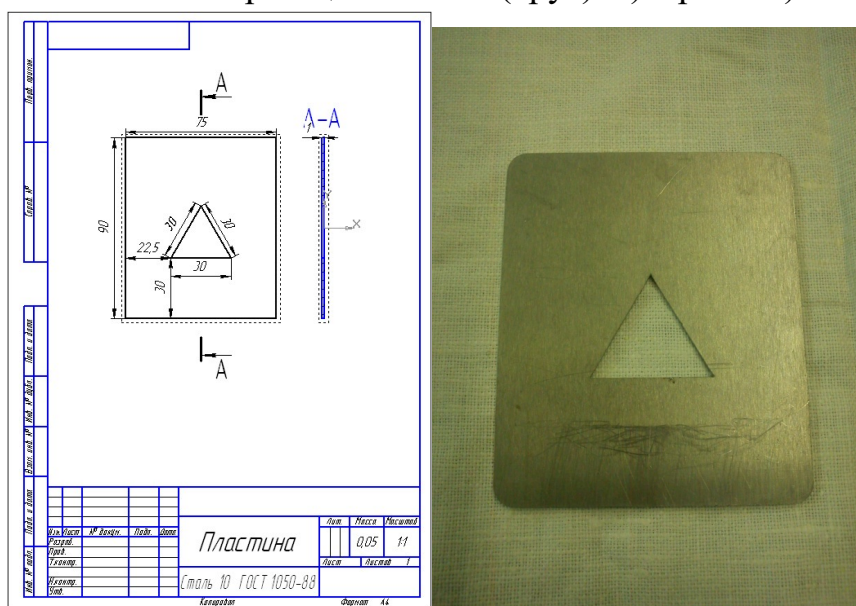 А
75
А-А
1
90
30
30
22,5
30
30
X
А
Перв. примен.
Справ. №
Подп. и дата
Инв. № дубл.
Взам. инв. №
Подп. и дата
Инв. № подл.
Изм. Лист № докум. Подп. Дата
Разраб.
Пров.
Т.контр.
Н.контр.
Утв.
Пластина
Сталь 10 ГОСТ 1050-88
Лит. Масса Масштаб
0,05 1:1
Лист Листов 1
Копировал Формат А4